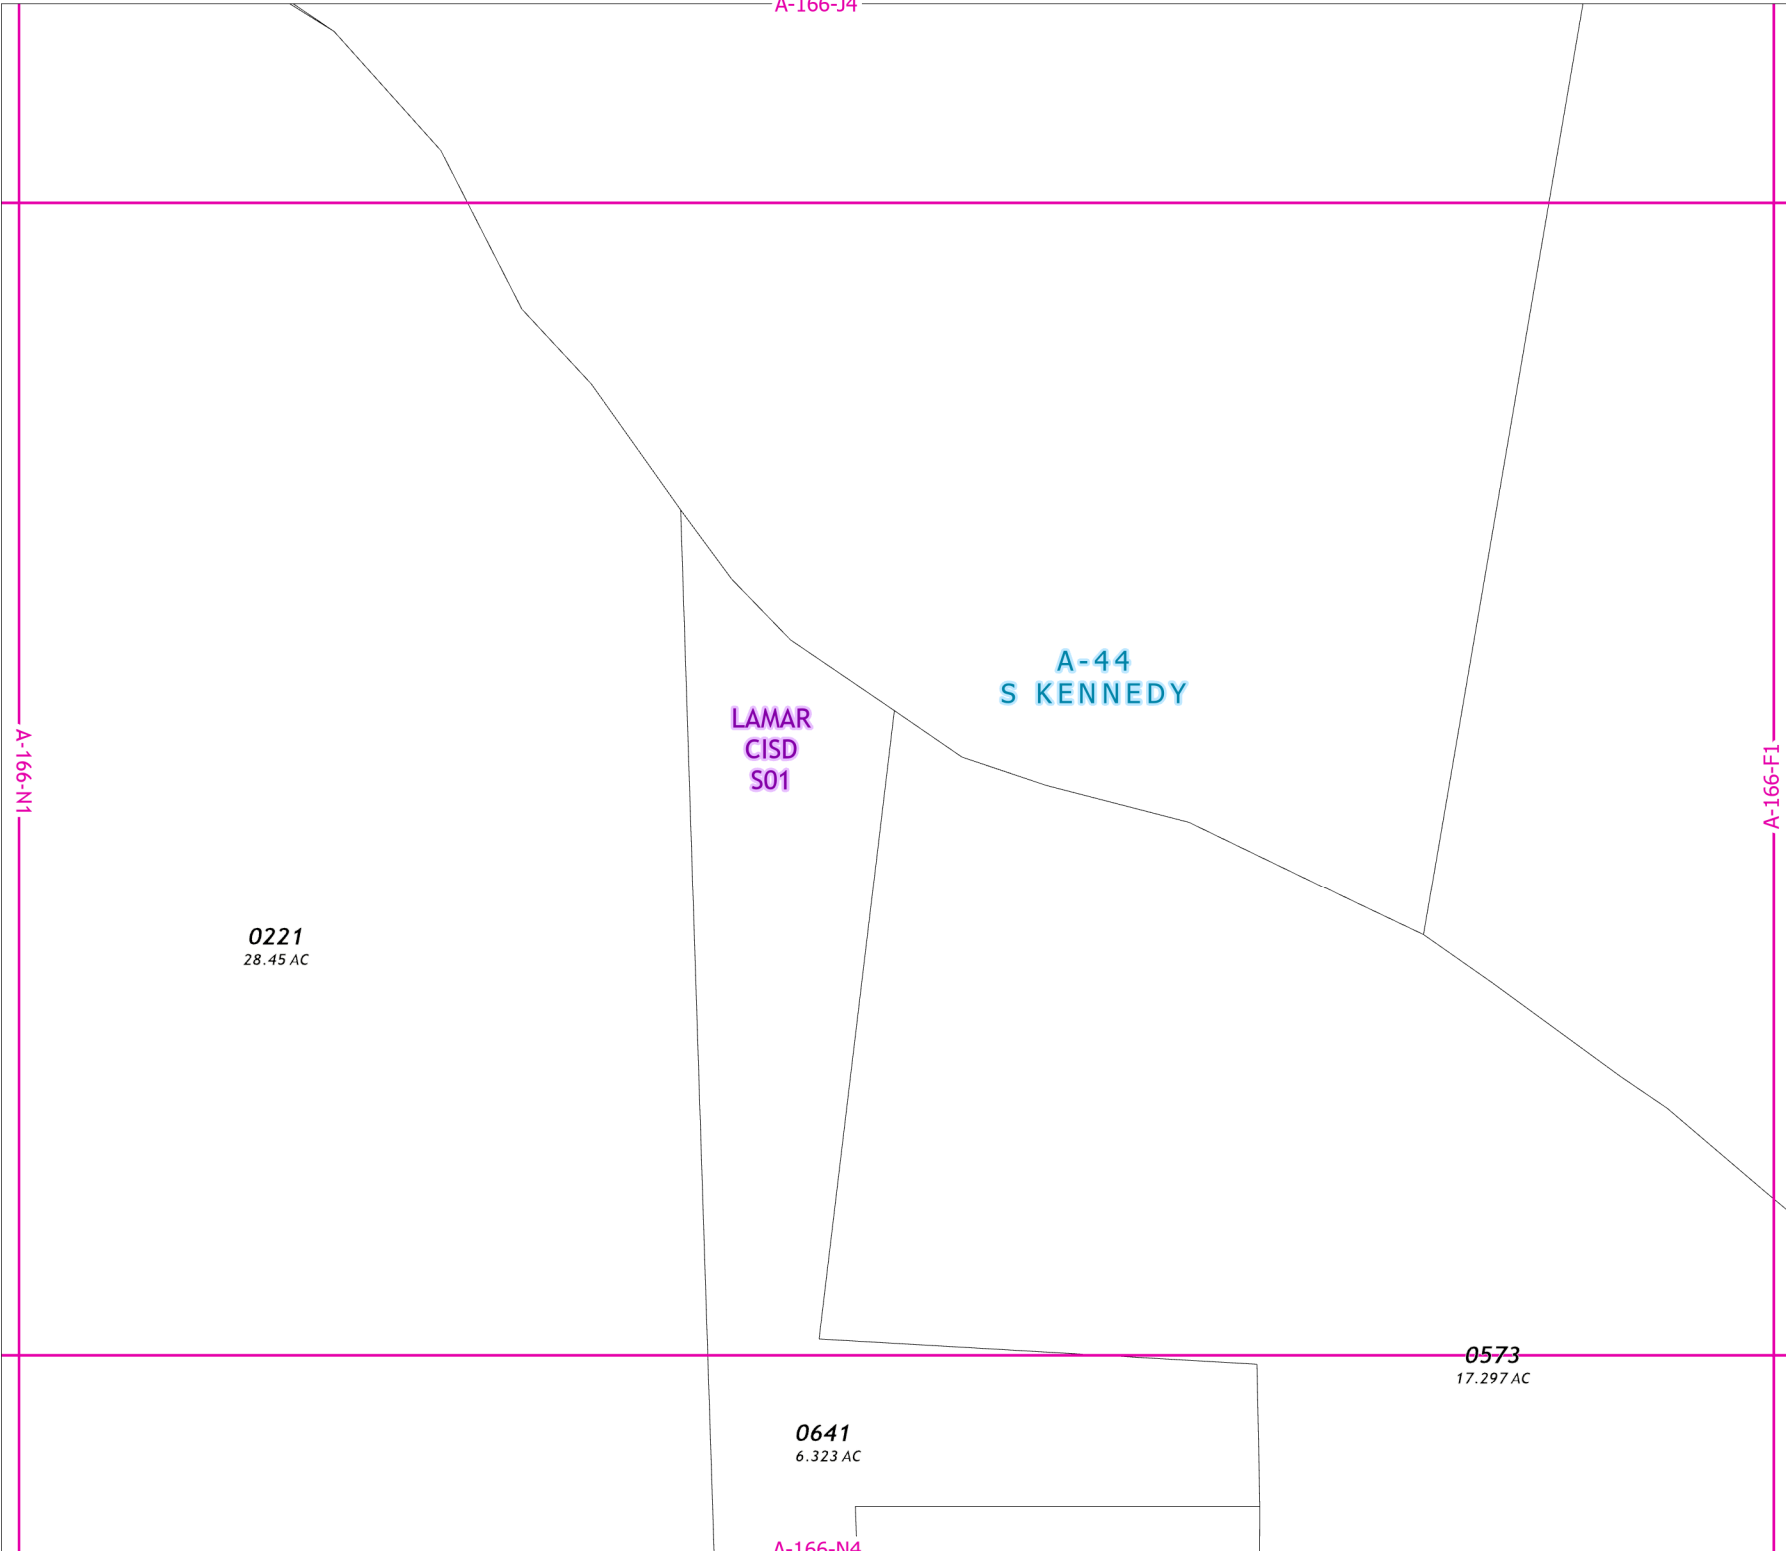 A-166-J4
A-44
S KENNEDY
LAMAR
CISD
S01
A-166-N1
A-166-F1
0221
28.45 AC
0573
17.297 AC
0641
6.323 AC
A-166-N4